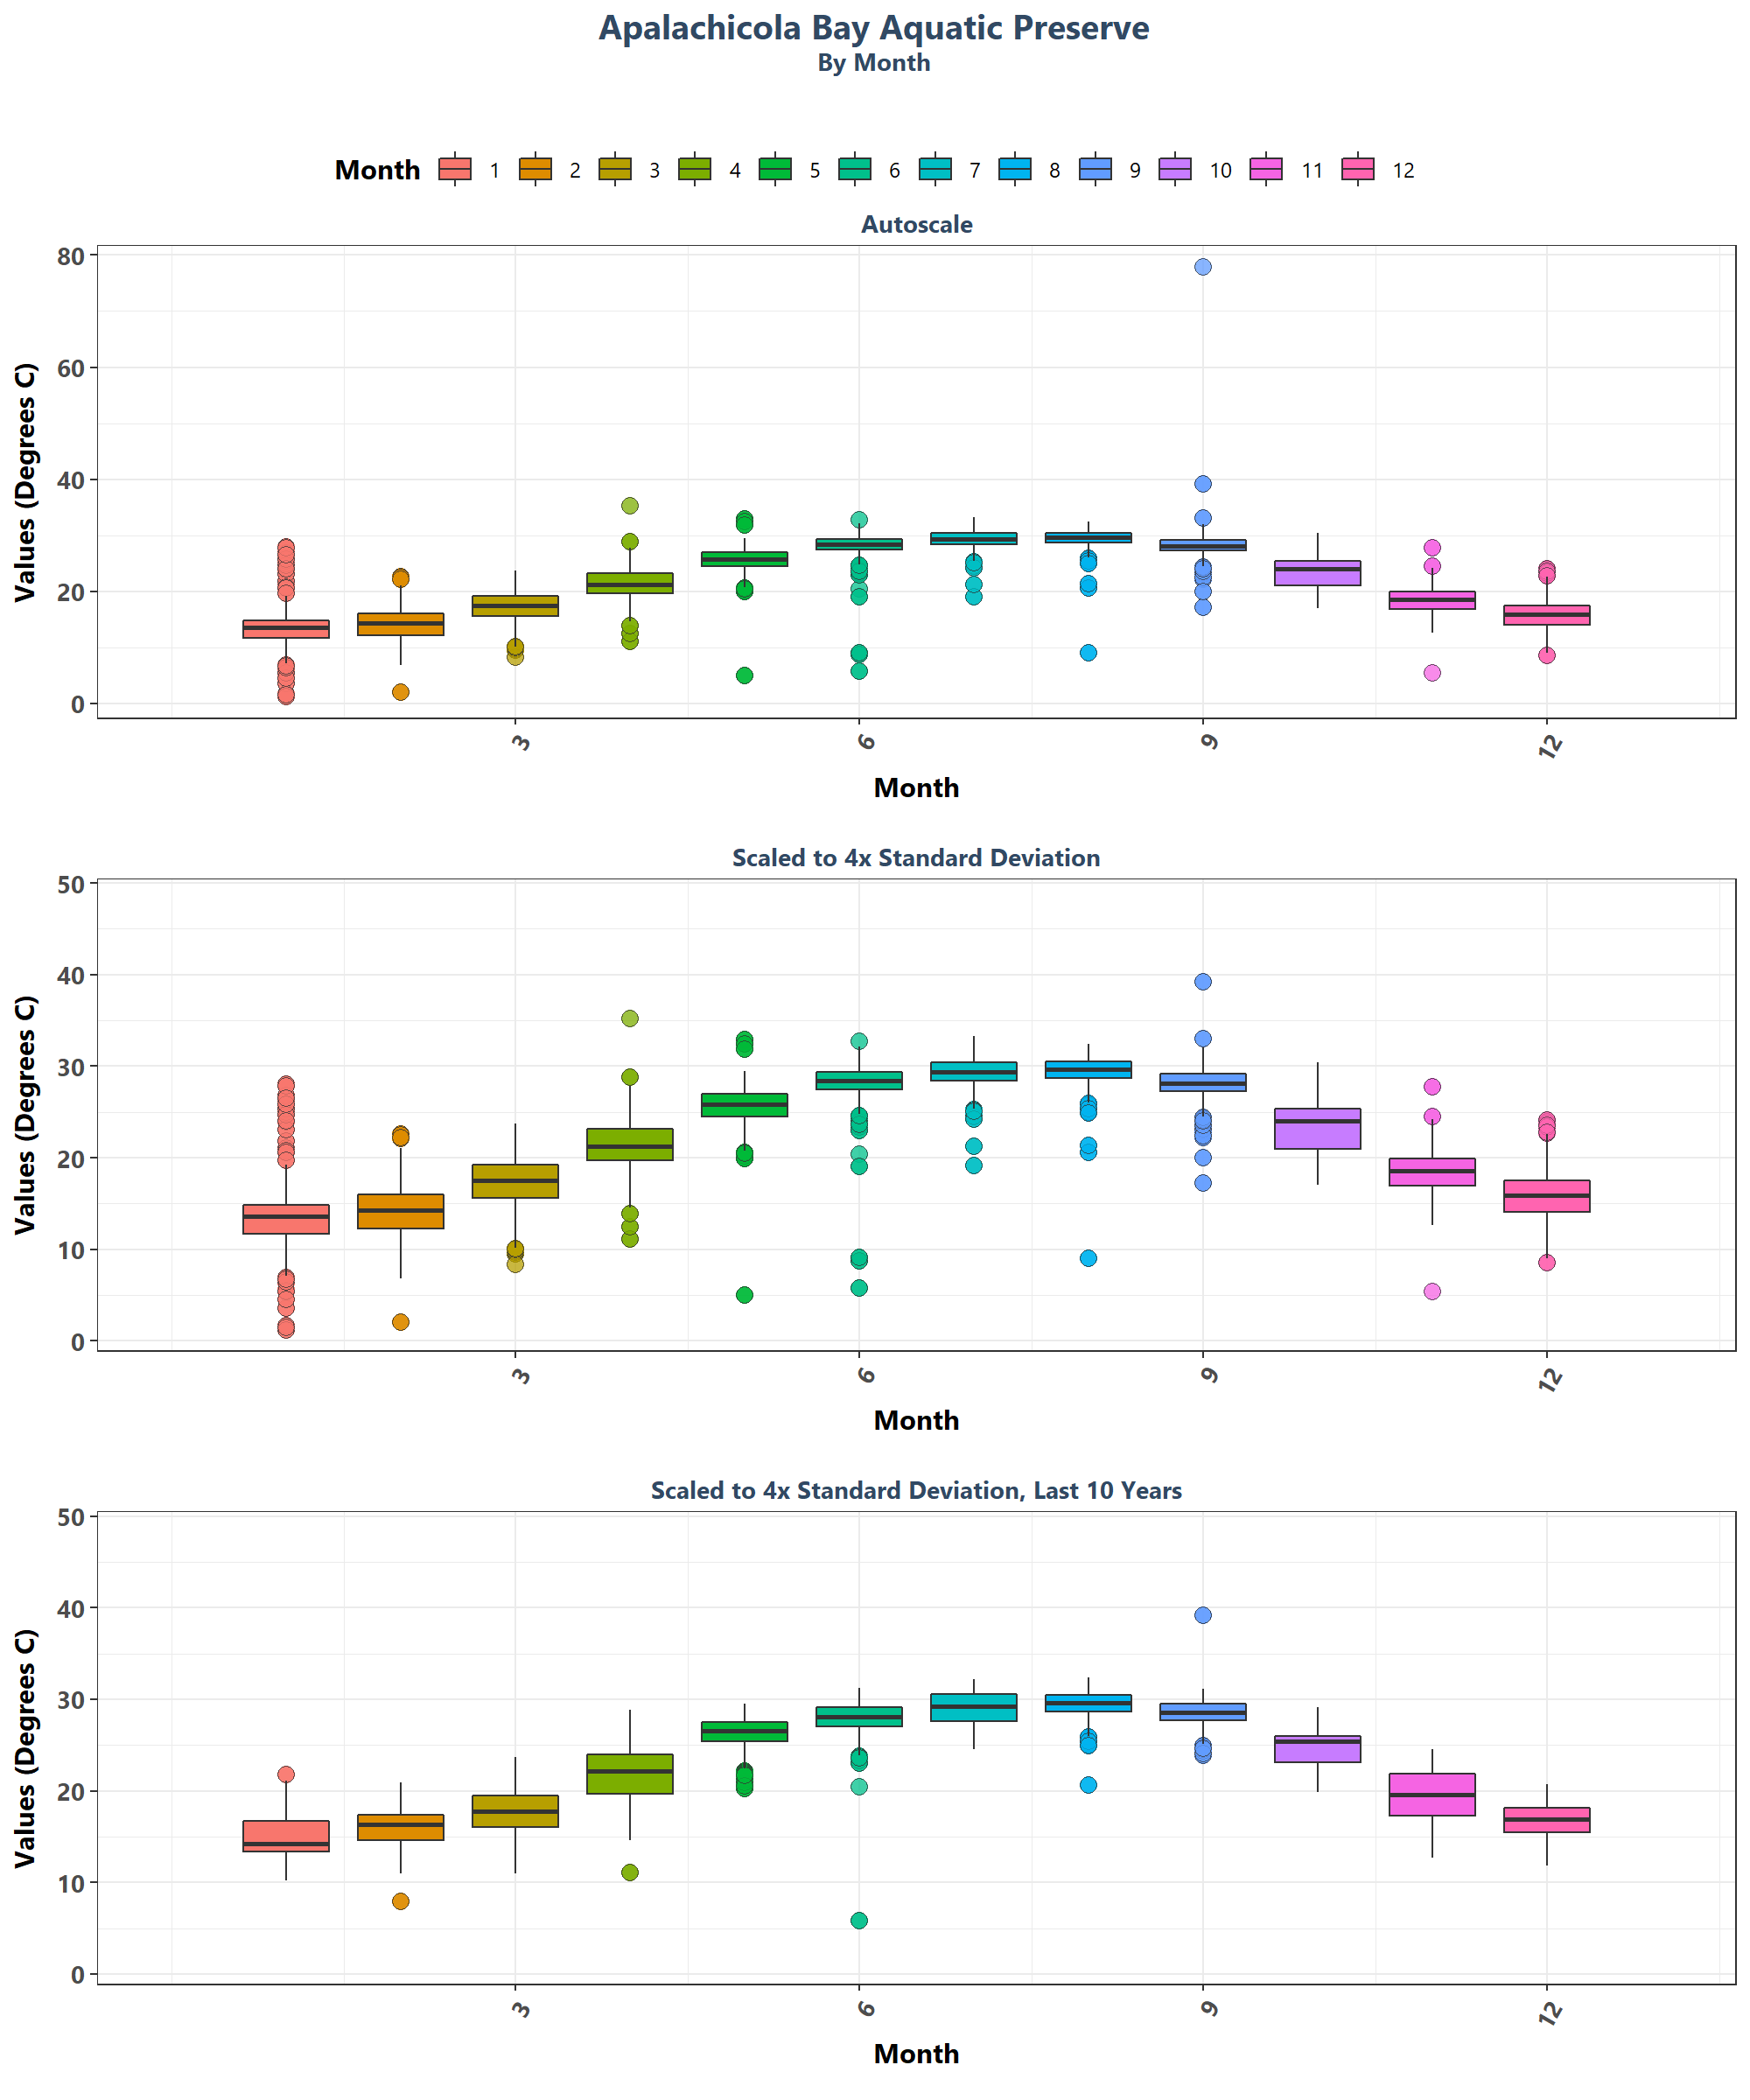 Apalachicola Bay Aquatic Preserve
By Month
Month 1 2 3 4 5 6 7 8 9 10 11 12
Autoscale
Values (Degrees C)
80
60
40
20
0
3 6 9 12
Month
Scaled to 4x Standard Deviation
Values (Degrees C)
50
40
30
20
10
0
3 6 9 12
Month
Scaled to 4x Standard Deviation, Last 10 Years
Values (Degrees C)
50
40
30
20
10
0
3 6 9 12
Month